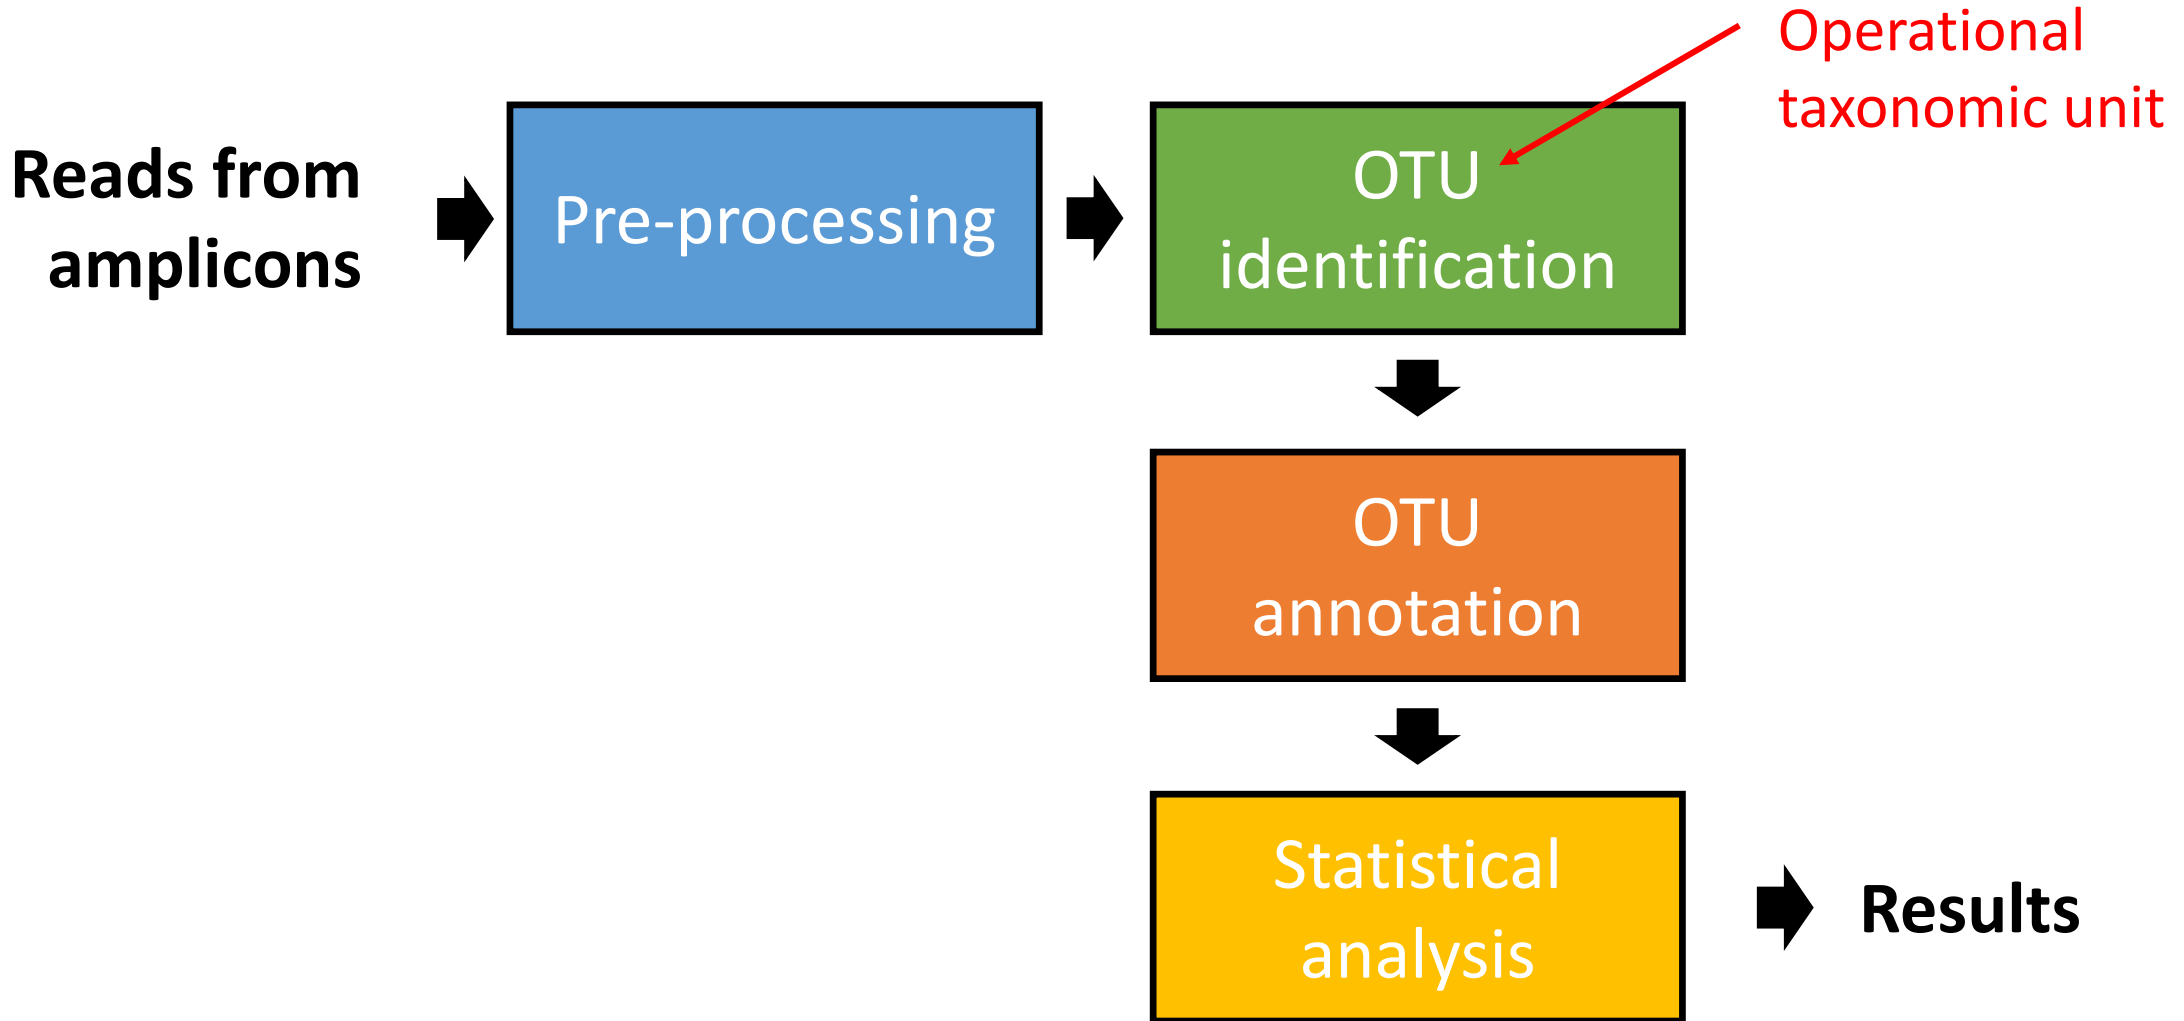 Operational
taxonomic unit
Reads from
amplicons
Pre-processing
OTU
identification
OTU
annotation
Statistical
analysis
Results